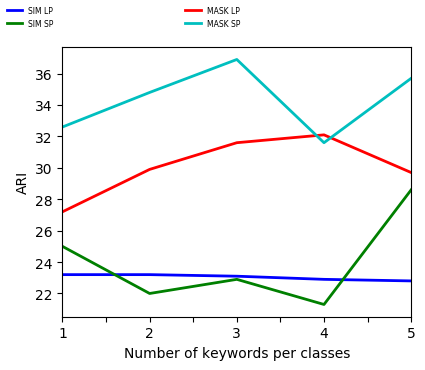 SIM LP
SIM SP
MASK LP
MASK SP
36
34
32
30
28
26
24
22
ARI
1 2 3 4 5
Number of keywords per classes